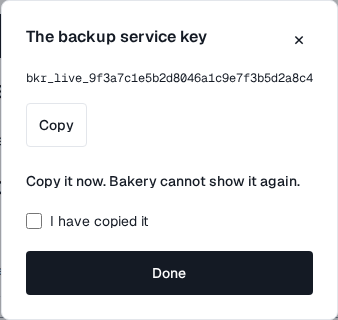 The backup service key
bkr_live_9f3a7c1e5b2d8046a1c9e7f3b5d2a8c4
Copy
Copy it now. Bakery cannot show it again.
I have copied it
Done